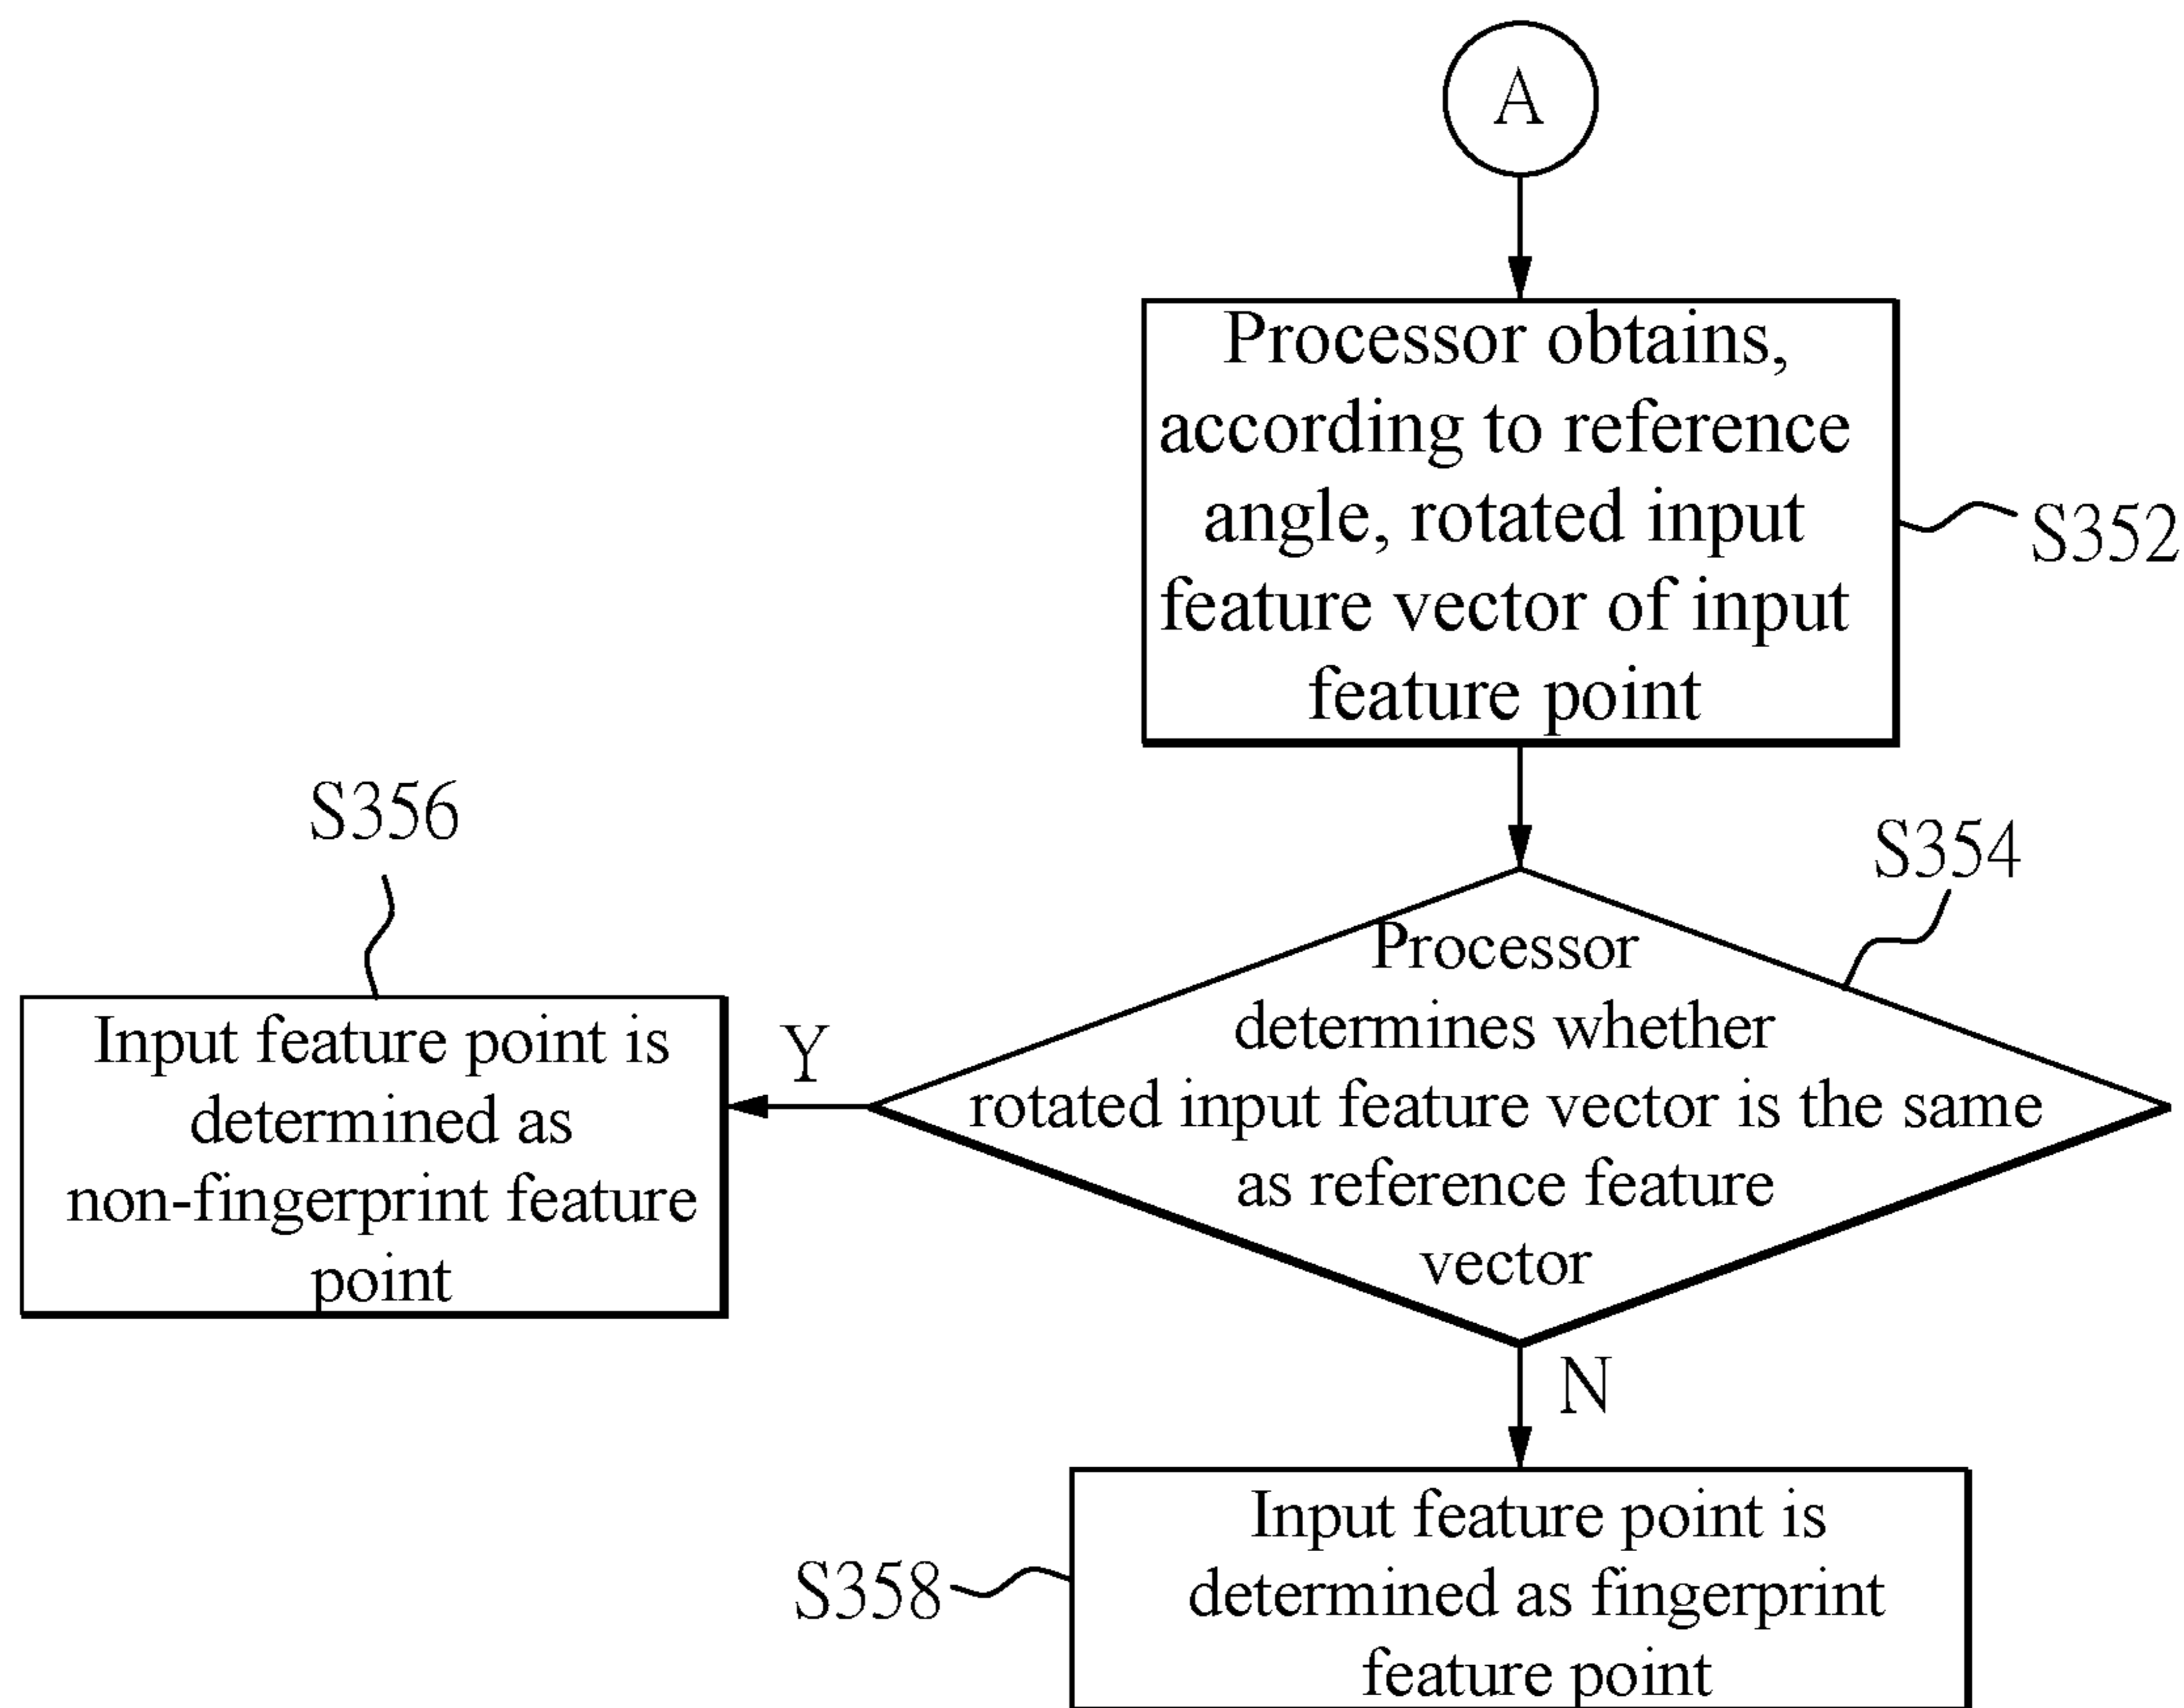 A
Processor obtains,
according to reference
angle, rotated input
feature vector of input
feature point
S352
S354
Processor
determines whether
rotated input feature vector is the same
as reference feature
vector
Y
S356
Input feature point is
determined as
non-fingerprint feature
point
N
S358
Input feature point is
determined as fingerprint
feature point